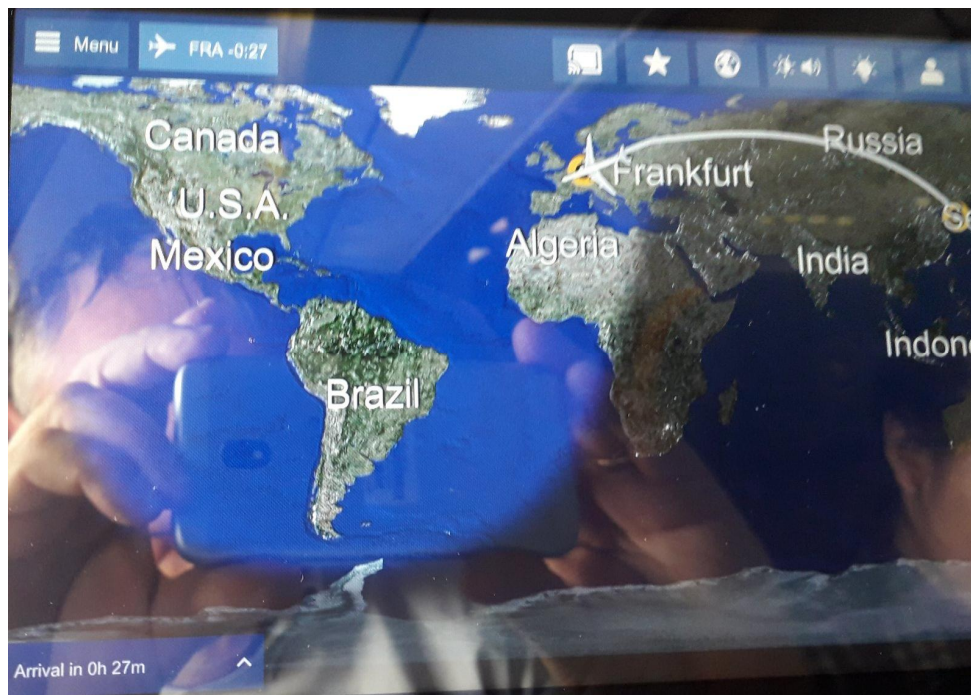 Menu
FRA -0:27
Canada
Russia
Frankfurt
U.S.A.
Algeria
Mexico
India
Brazil
Arrival in 0h 27m